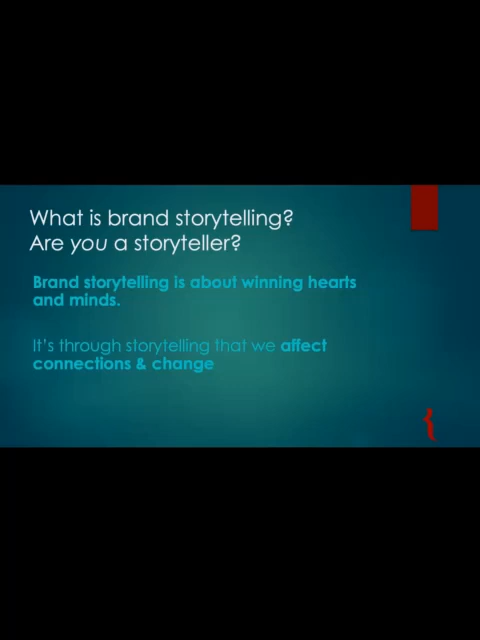 What is brand storytelling?
Are you a storyteller?
Brand storytelling is about winning hearts
and minds.
It's through storytelling that we affect
connections & change
{